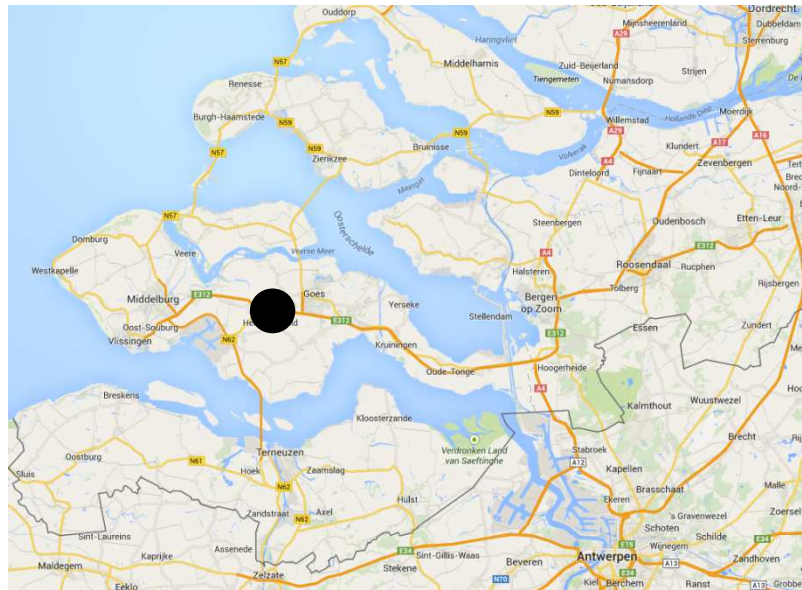 Ouddorp
Dordrecht
Mijnsheerenland
A29
Dubbeldam
Haringvliet
Sterrenburg
N57
Middelharnis
Zuid-Beijerland
Strijen
Tiengemeten
Numansdorp
Renesse
Hollands Diep
Moerdijk
Burgh-Haamstede
N59
N59
Willemstad
A29
A16
N59
Klundert
A17
N57
N59
Bruinisse
Volkerak
A4
Zevenbergen
Zierikzee
Dinteloord
Fijnaart
Steenbergen
Oudenbosch
Etten-Leur
N57
Oosterschelde
E312
Domburg
Veere
Veerse Meer
A4
Roosendaal
Westkapelle
Halsteren
Rucphen
Rijsbergen
Middelburg
E312
Goes
Yerseke
Bergen
op Zoom
Tolberg
Stellendam
Oost-Souburg
E312
Essen
Zundert
Vlissingen
N62
Kruiningen
E312
Hoogerheide
Oude-Tonge
Breskens
A4
Kalmthout
Wuustwezel
Kloosterzande
Terneuzen
Verdronken Land
van Saeftinghe
Brecht
Oostburg
N61
Stabroek
Sluis
Hoek
Zaamslag
A12
Kapellen
N62
Hulst
Brasschaat
Malle
Zandstraat
Axel
Ekeren
N62
's Gravenwezel
Sint-Laureins
Schoten
Schilde
Assenede
E34
E19
Wijnegem
Kaprijke
Sint-Gillis-Waas
Antwerpen
Zandhoven
Maldegem
Stekene
Beveren
E34
Zelzate
E34
A13
Eeklo
N70
Kiel
Berchem
Ranst
A13